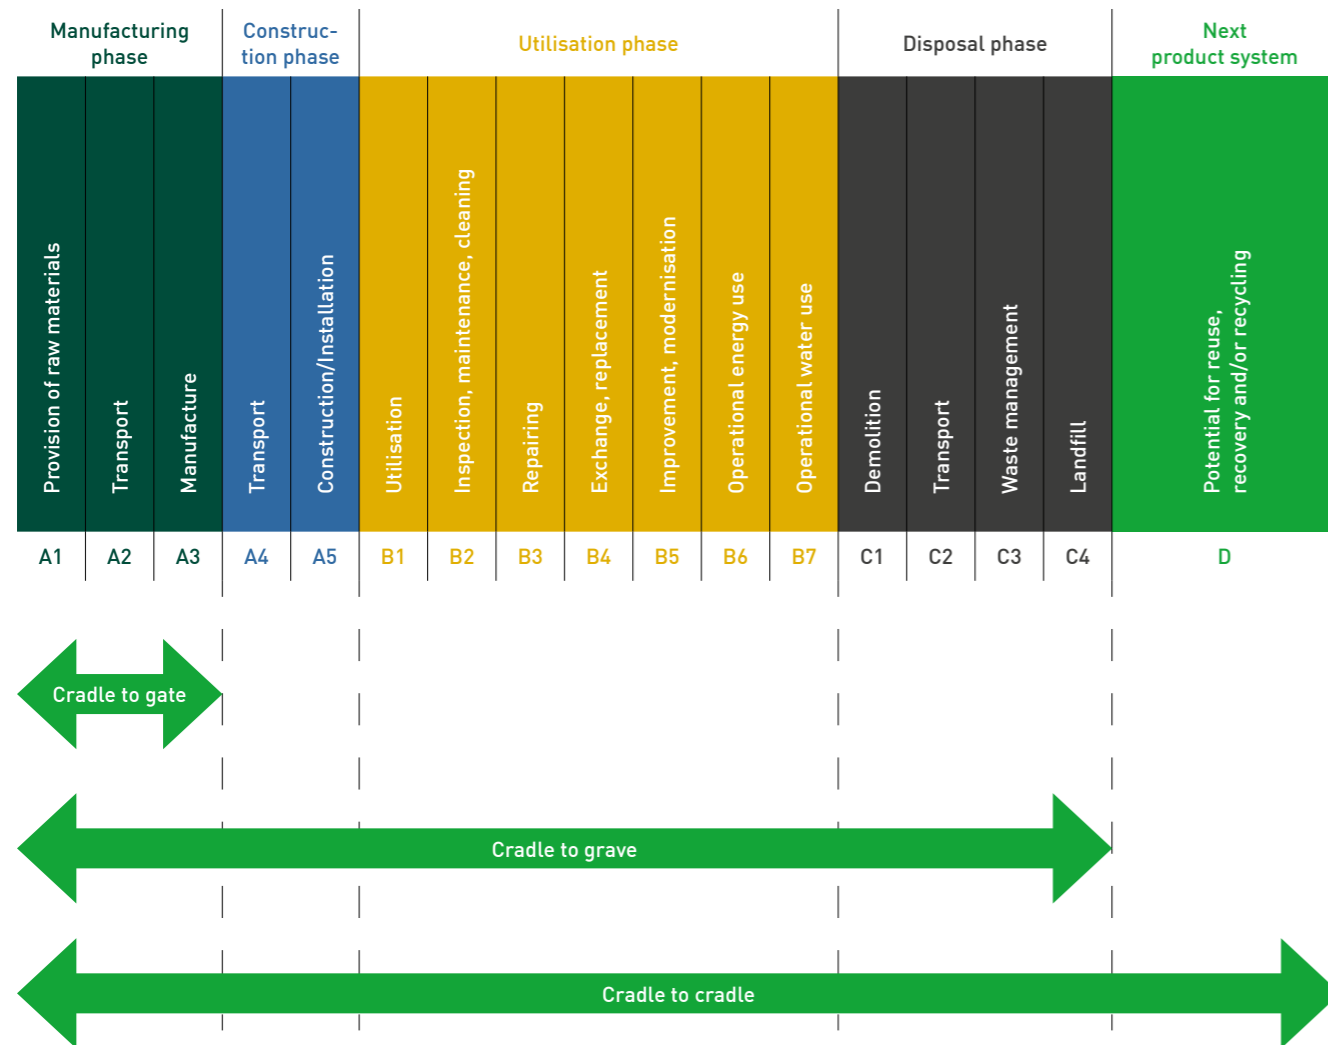 Manufacturing
phase
Construc-
tion phase
Utilisation phase
Disposal phase
Next
product system
Provision of raw materials
Transport
Manufacture
Transport
Construction/Installation
Utilisation
Inspection, maintenance, cleaning
Repairing
Exchange, replacement
Improvement, modernisation
Operational energy use
Operational water use
Demolition
Transport
Waste management
Landfill
Potential for reuse,
recovery and/or recycling
A1
A2
A3
A4
A5
B1
B2
B3
B4
B5
B6
B7
C1
C2
C3
C4
D
Cradle to gate
Cradle to grave
Cradle to cradle